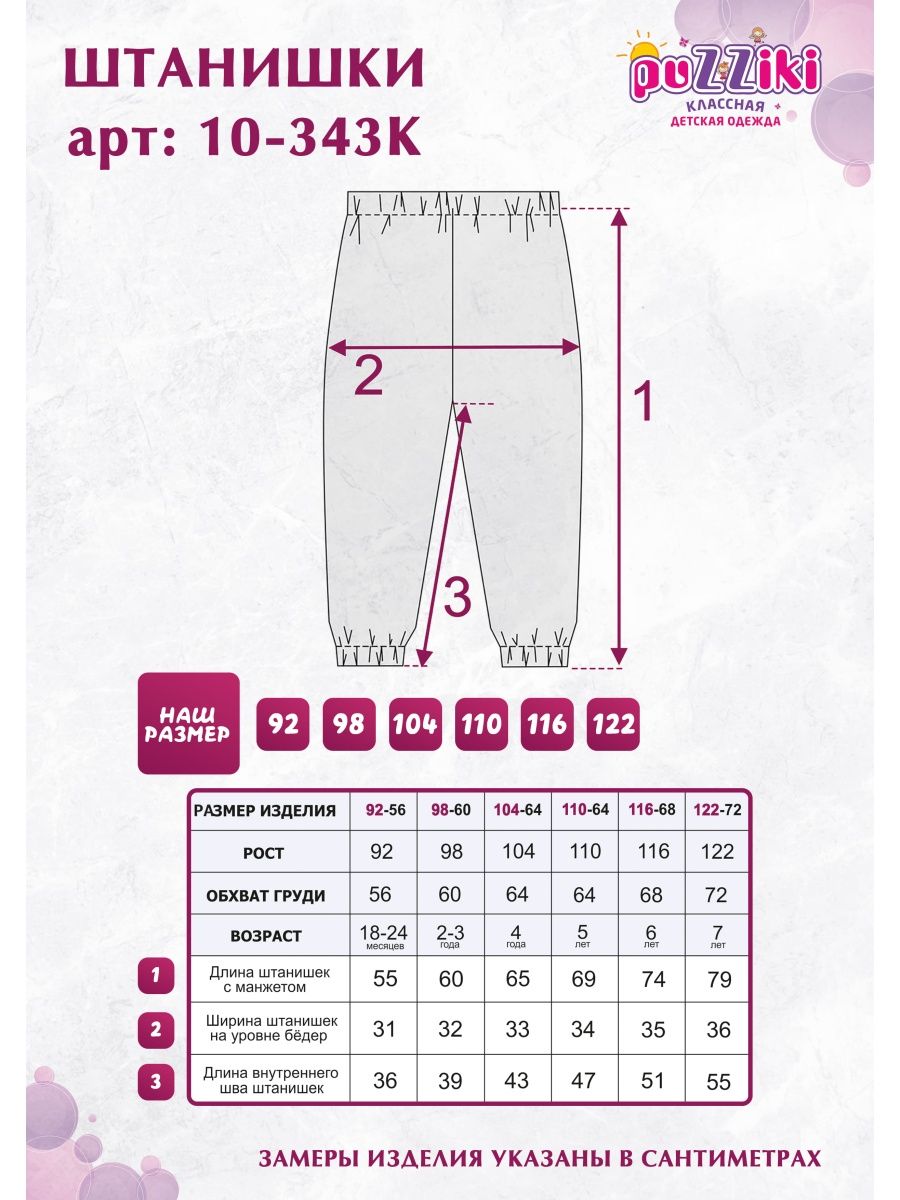 ШТАНИШКИ
арт: 10-343К
puZZiki
КЛАССНАЯ
ДЕТСКАЯ ОДЕЖДА
2
1
3
НАШ
РАЗМЕР
92 98 104 110 116 122
РАЗМЕР ИЗДЕЛИЯ 92-56 98-60 104-64 110-64 116-68 122-72
РОСТ 92 98 104 110 116 122
ОБХВАТ ГРУДИ 56 60 64 64 68 72
ВОЗРАСТ 18-24 2-3 4 5 6 7
месяцев года года лет лет лет
1 Длина штанишек
с манжетом 55 60 65 69 74 79
2 Ширина штанишек
на уровне бёдер 31 32 33 34 35 36
3 Длина внутреннего
шва штанишек 36 39 43 47 51 55
ЗАМЕРЫ ИЗДЕЛИЯ УКАЗАНЫ В САНТИМЕТРАХ